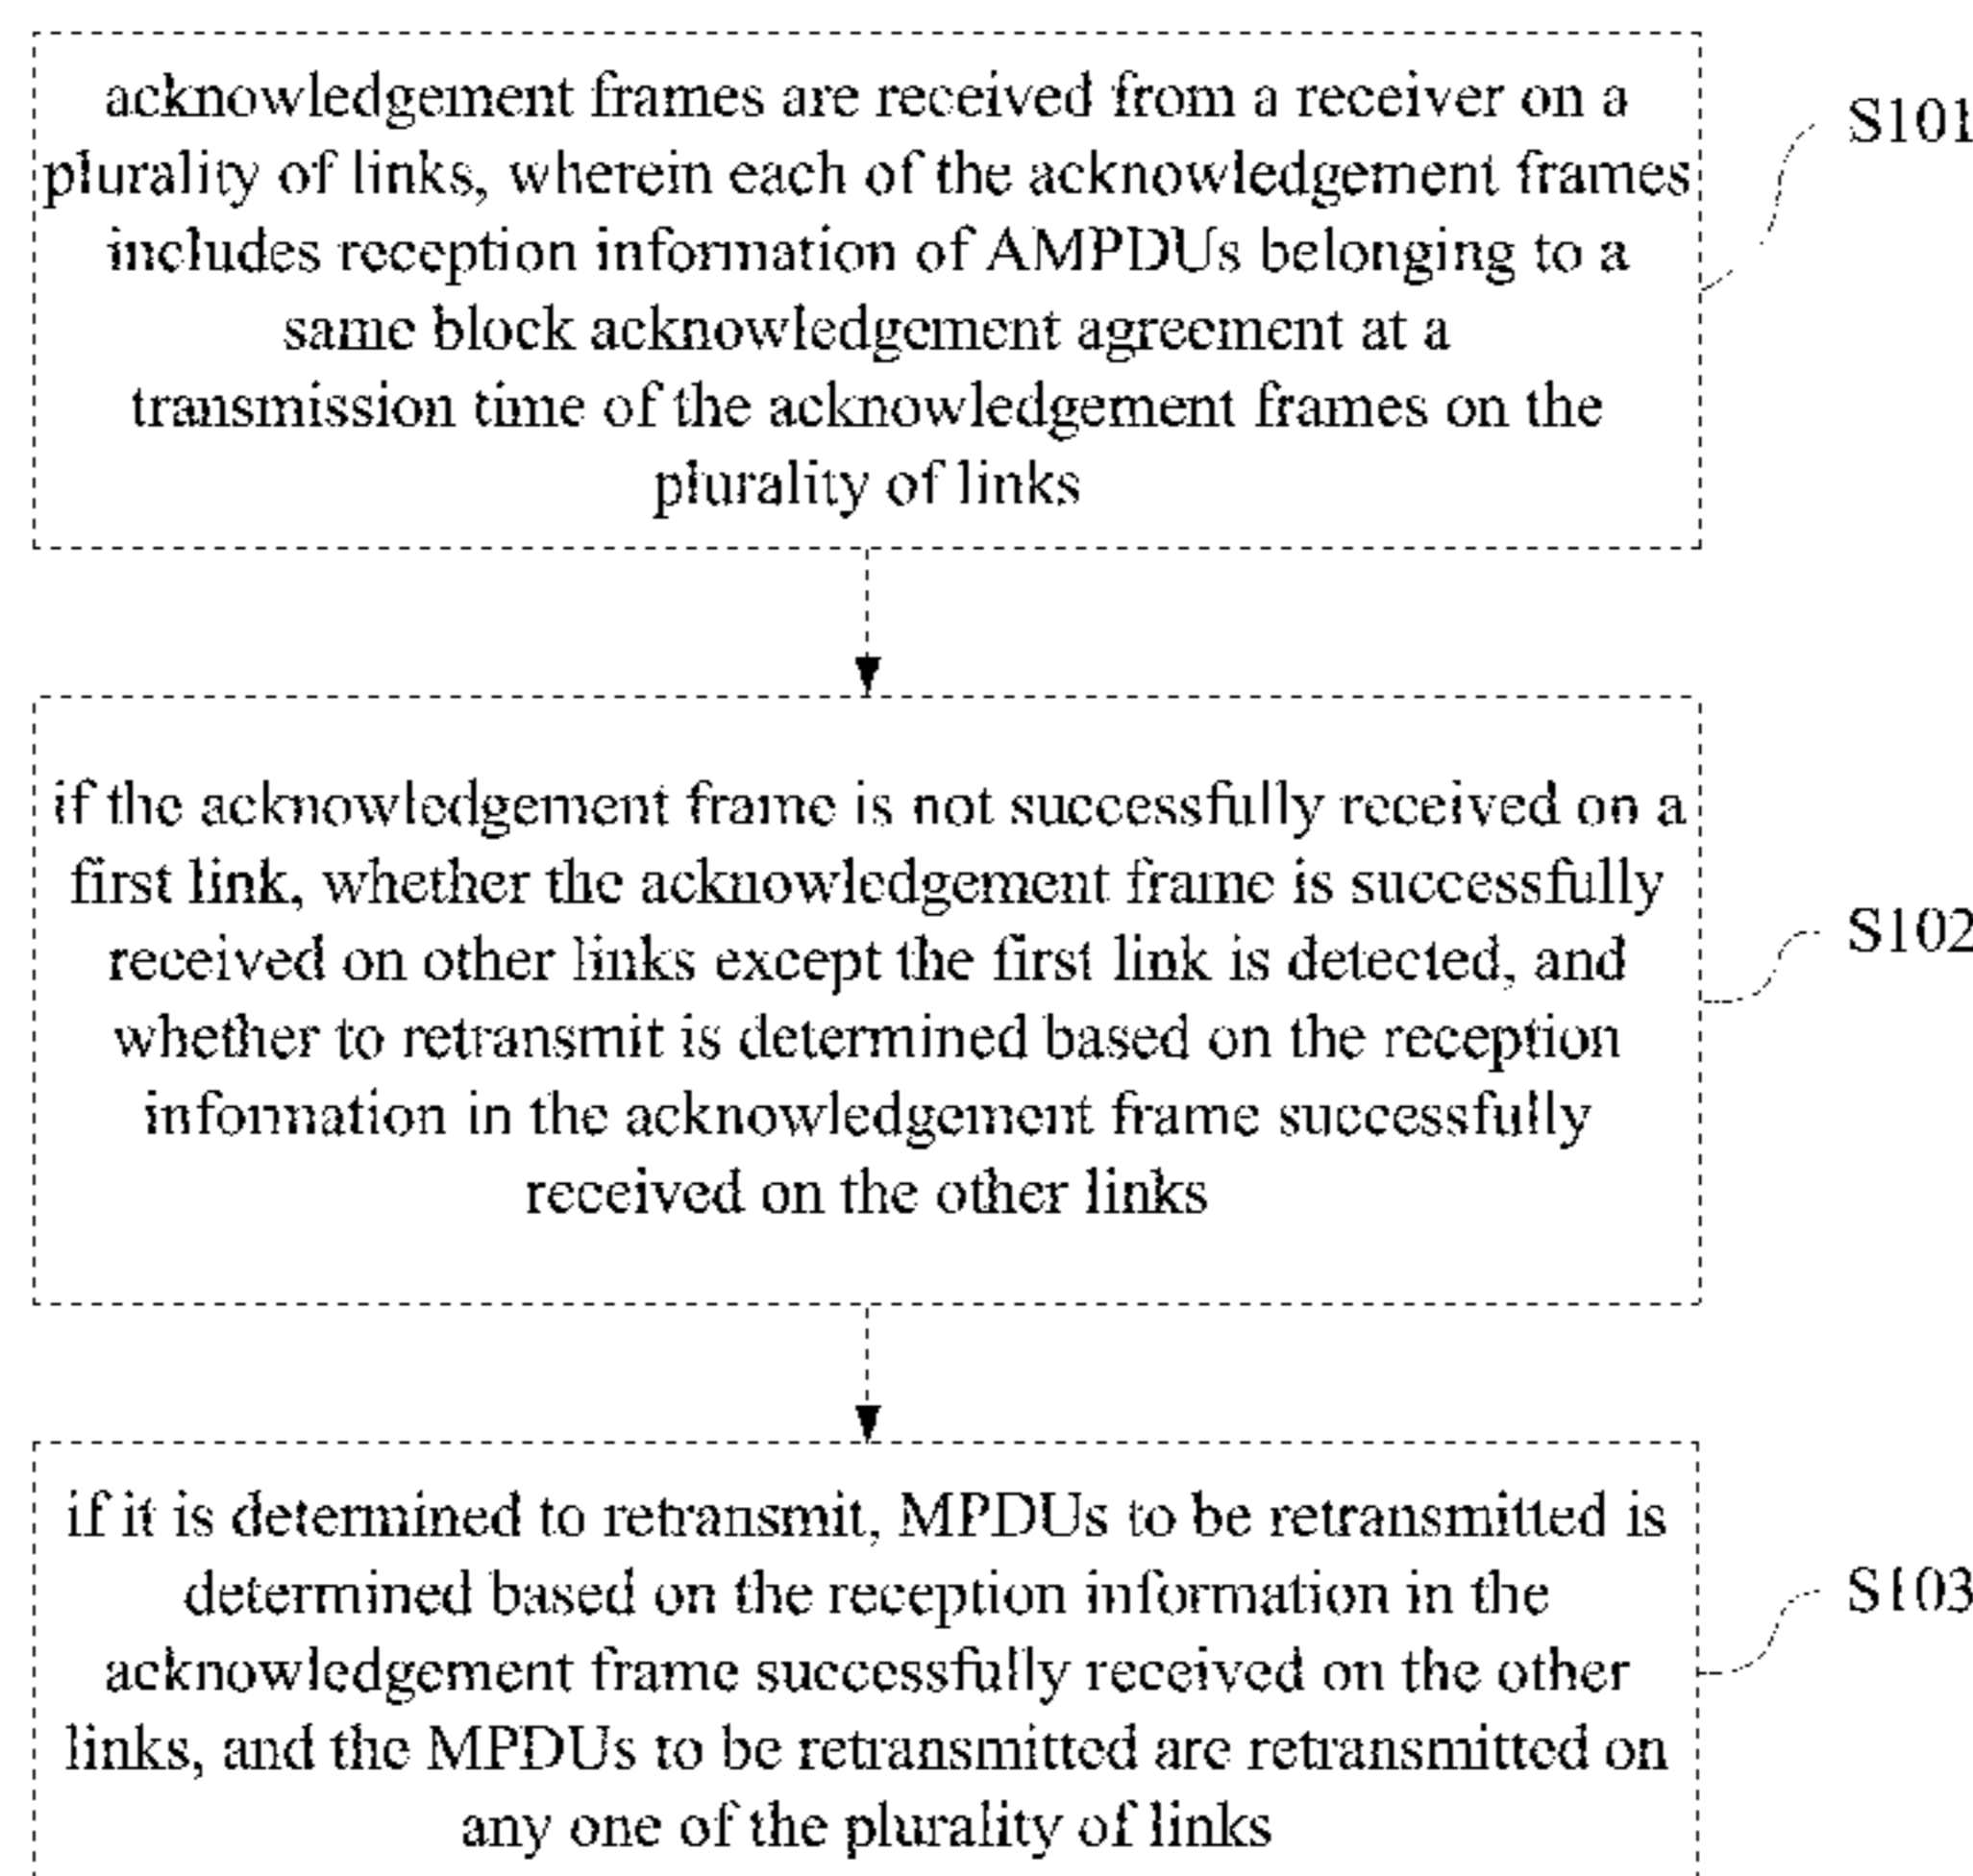 acknowledgement frames are received from a receiver on a
plurality of links, wherein each of the acknowledgement frames
includes reception information of AMPDUs belonging to a
same block acknowledgement agreement at a
transmission time of the acknowledgement frames on the
plurality of links
S101
if the acknowledgement frame is not successfully received on a
first link, whether the acknowledgement frame is successfully
received on other links except the first link is detected, and
whether to retransmit is determined based on the reception
information in the acknowledgement frame successfully
received on the other links
S102
if it is determined to retransmit, MPDUs to be retransmitted is
determined based on the reception information in the
acknowledgement frame successfully received on the other
links, and the MPDUs to be retransmitted are retransmitted on
any one of the plurality of links
S103